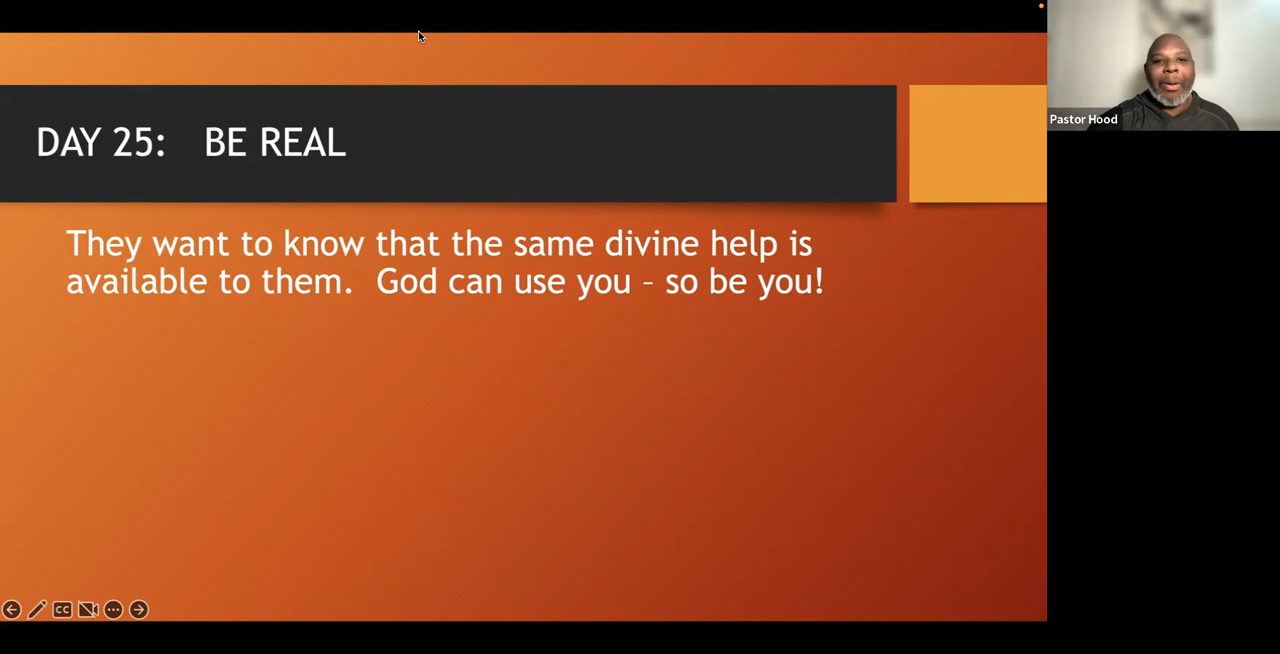 DAY 25: BE REAL
They want to know that the same divine help is
available to them. God can use you – so be you!
Pastor Hood
CC